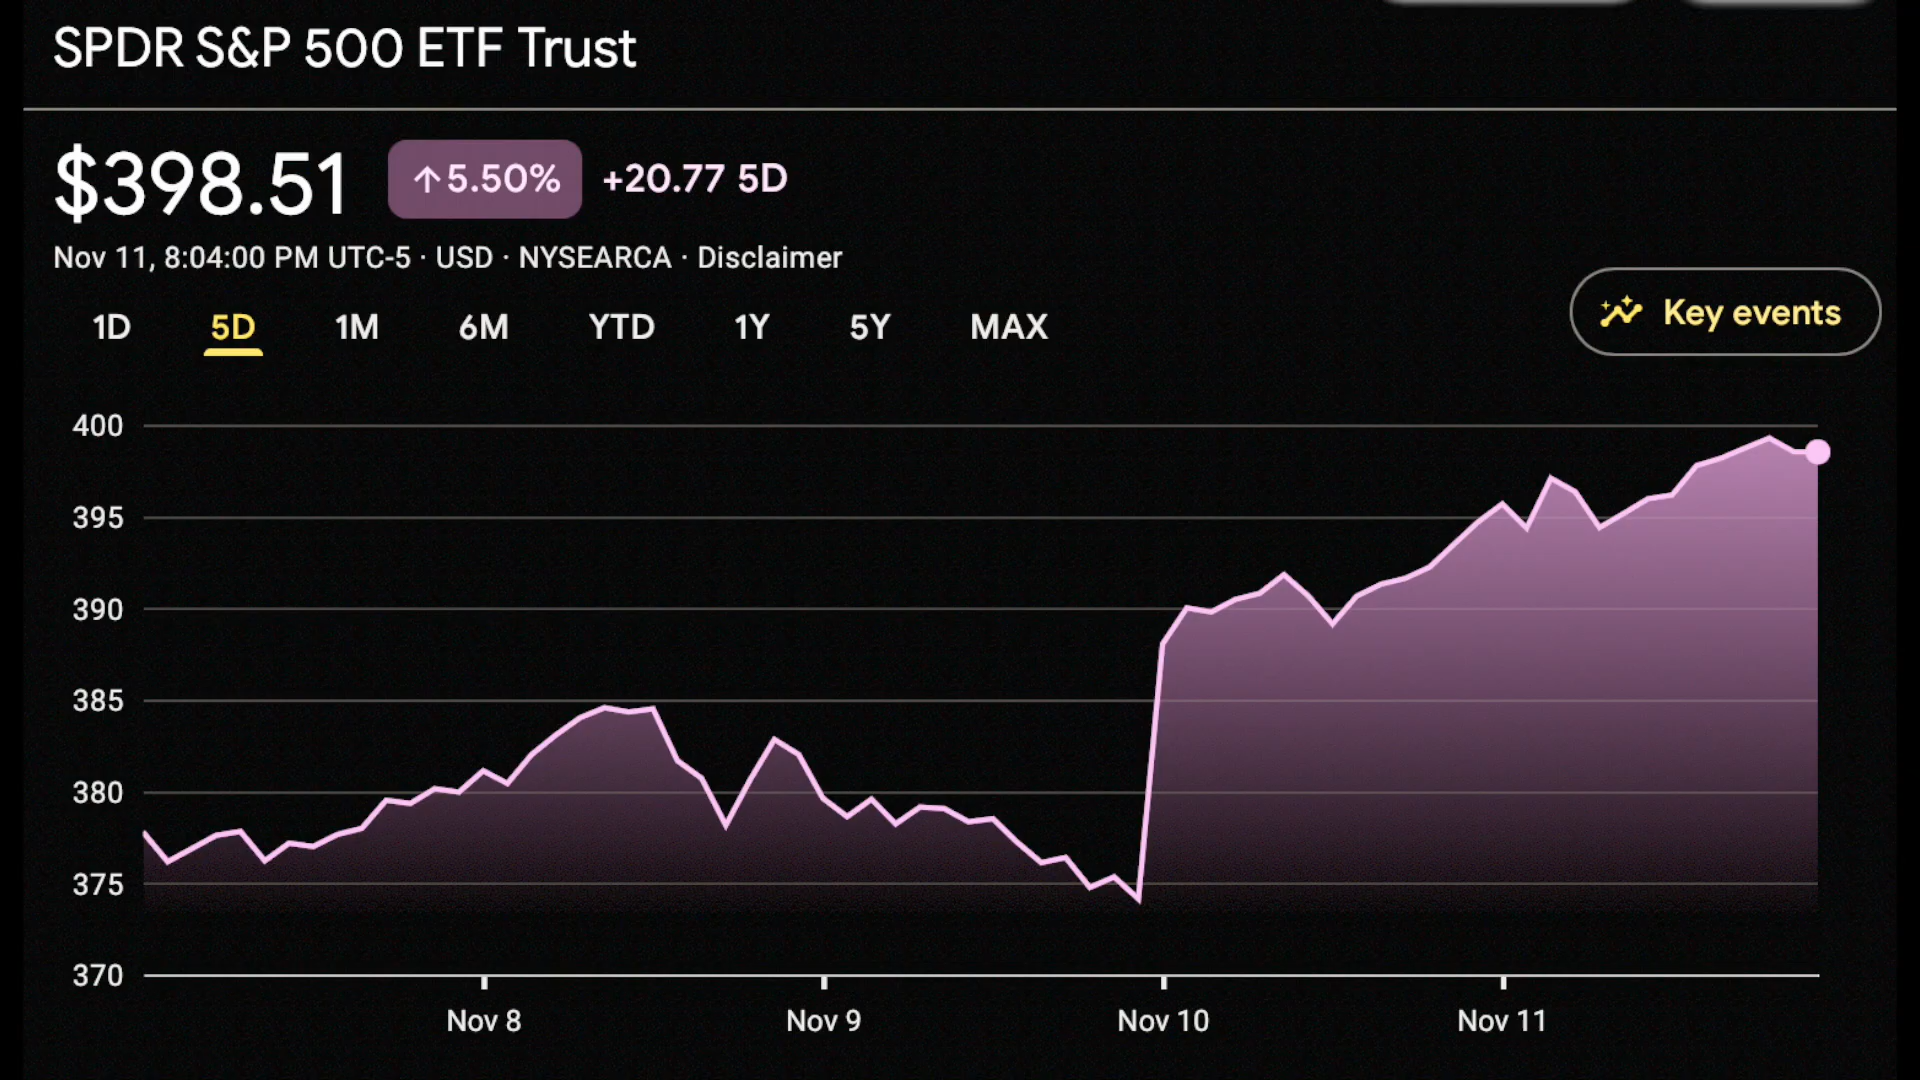 SPDR S&P 500 ETF Trust
$398.51 ↑5.50% +20.77 5D
Nov 11, 8:04:00 PM UTC-5 · USD · NYSEARCA · Disclaimer
1D 5D 1M 6M YTD 1Y 5Y MAX
Key events
400
395
390
385
380
375
370
Nov 8 Nov 9 Nov 10 Nov 11